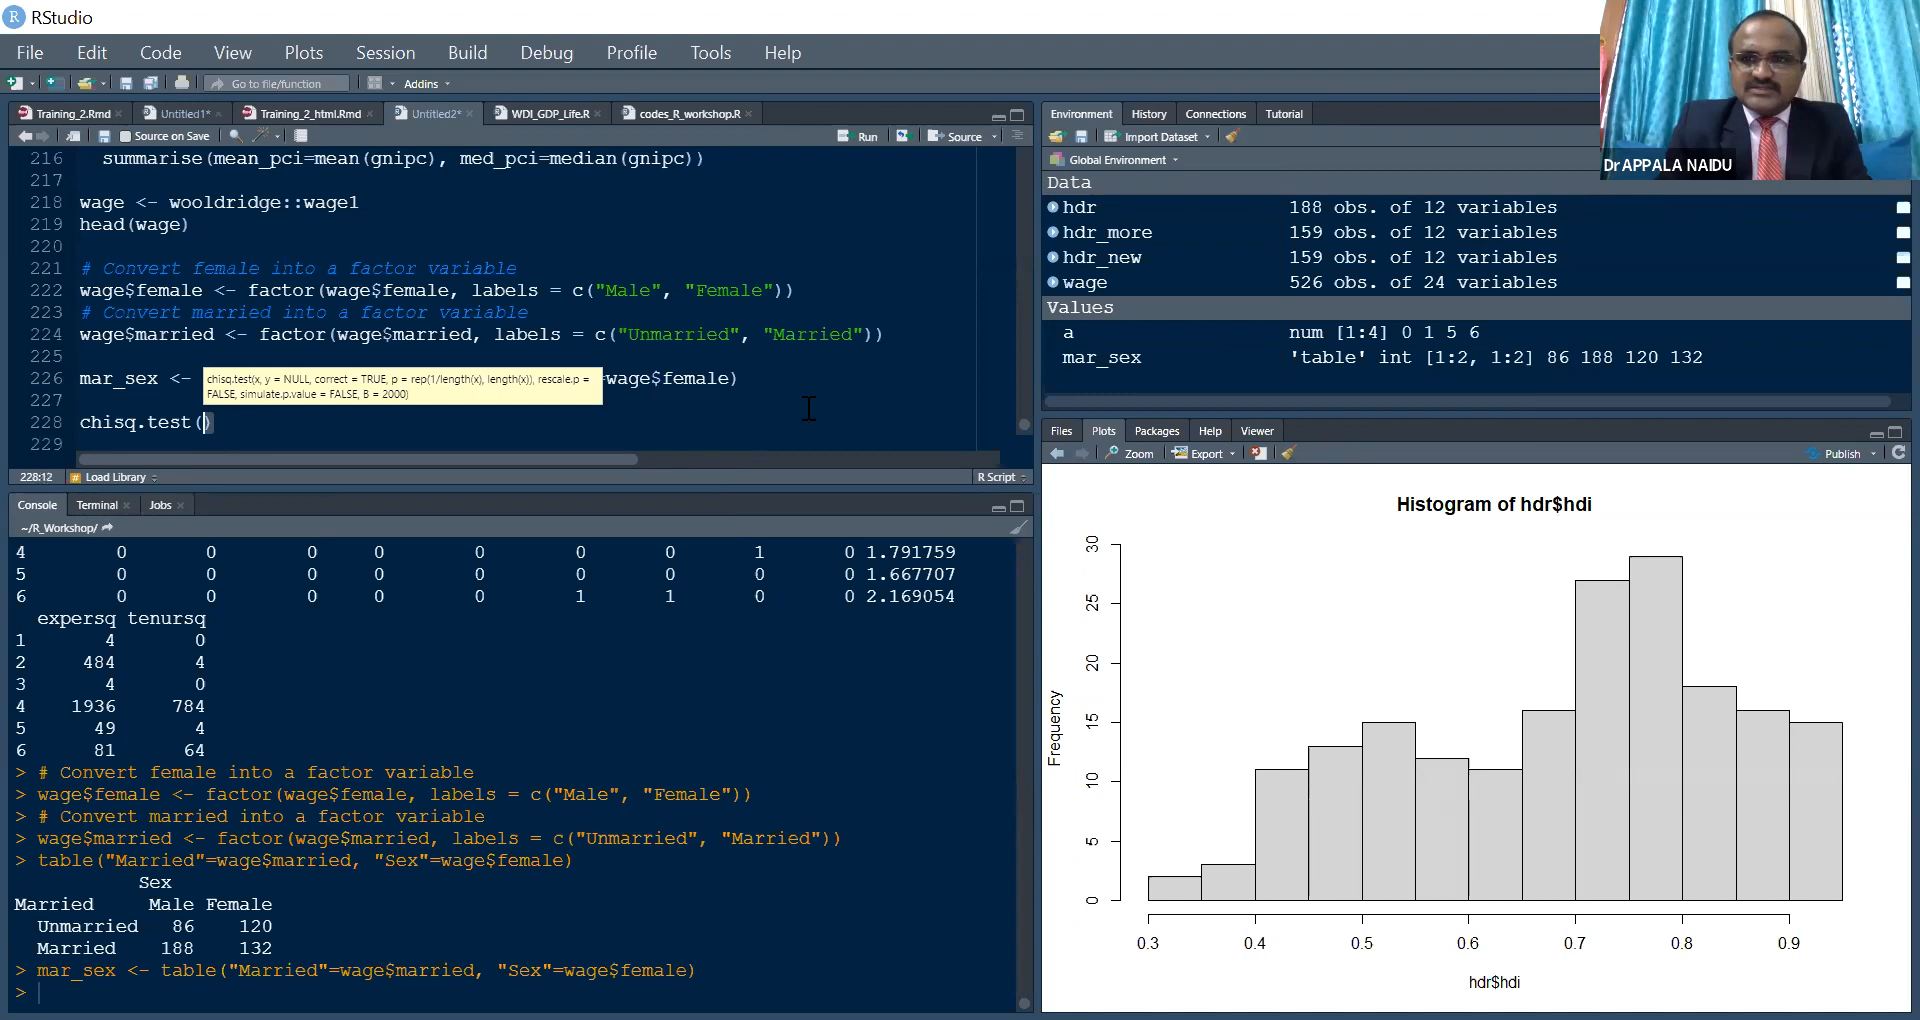 RStudio
File Edit Code View Plots Session Build Debug Profile Tools Help
Go to file/function Addins
Training_2.Rmd Untitled1* Training_2_html.Rmd Untitled2* WDI_GDP_Life.R codes_R_workshop.R
Source on Save Run Source
216 summarise(mean_pci=mean(gnipc), med_pci=median(gnipc))
217
218 wage <- wooldridge::wage1
219 head(wage)
220
221 # Convert female into a factor variable
222 wage$female <- factor(wage$female, labels = c("Male", "Female"))
223 # Convert married into a factor variable
224 wage$married <- factor(wage$married, labels = c("Unmarried", "Married"))
225
226 mar_sex <- =wage$female)
chisq.test(x, y = NULL, correct = TRUE, p = rep(1/length(x), length(x)), rescale.p =
FALSE, simulate.p.value = FALSE, B = 2000)
227
228 chisq.test()
229
228:12 # Load Library R Script
Console Terminal Jobs
~/R_Workshop/
4 0 0 0 0 0 0 0 1 0 1.791759
5 0 0 0 0 0 0 0 0 0 1.667707
6 0 0 0 0 0 1 1 0 0 2.169054
expersq tenursq
1 4 0
2 484 4
3 4 0
4 1936 784
5 49 4
6 81 64
> # Convert female into a factor variable
> wage$female <- factor(wage$female, labels = c("Male", "Female"))
> # Convert married into a factor variable
> wage$married <- factor(wage$married, labels = c("Unmarried", "Married"))
> table("Married"=wage$married, "Sex"=wage$female)
Sex
Married Male Female
Unmarried 86 120
Married 188 132
> mar_sex <- table("Married"=wage$married, "Sex"=wage$female)
>
Environment History Connections Tutorial
Import Dataset
Global Environment
Data
hdr 188 obs. of 12 variables
hdr_more 159 obs. of 12 variables
hdr_new 159 obs. of 12 variables
wage 526 obs. of 24 variables
Values
a num [1:4] 0 1 5 6
mar_sex 'table' int [1:2, 1:2] 86 188 120 132
Dr APPALA NAIDU
Files Plots Packages Help Viewer
Zoom Export Publish
Histogram of hdr$hdi
Frequency
30
25
20
15
10
5
0
0.3 0.4 0.5 0.6 0.7 0.8 0.9
hdr$hdi